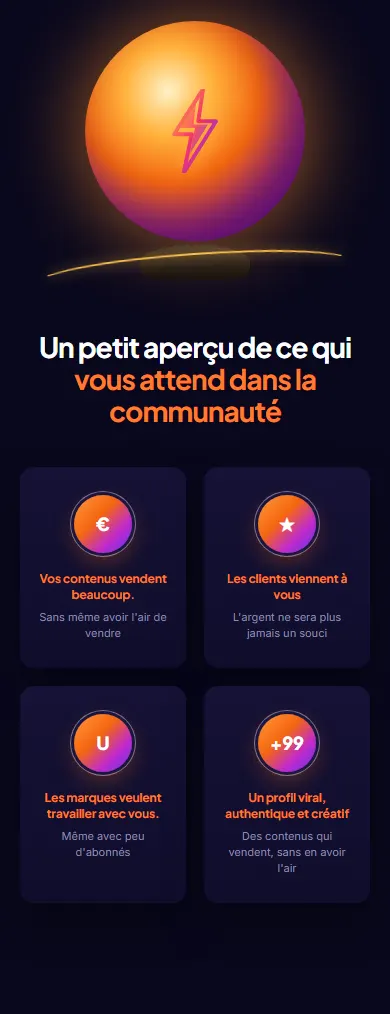 Un petit aperçu de ce qui
vous attend dans la
communauté
€
Vos contenus vendent
beaucoup.
Sans même avoir l'air de
vendre
★
Les clients viennent à
vous
L'argent ne sera plus
jamais un souci
U
Les marques veulent
travailler avec vous.
Même avec peu
d'abonnés
+99
Un profil viral,
authentique et créatif
Des contenus qui
vendent, sans en avoir
l'air